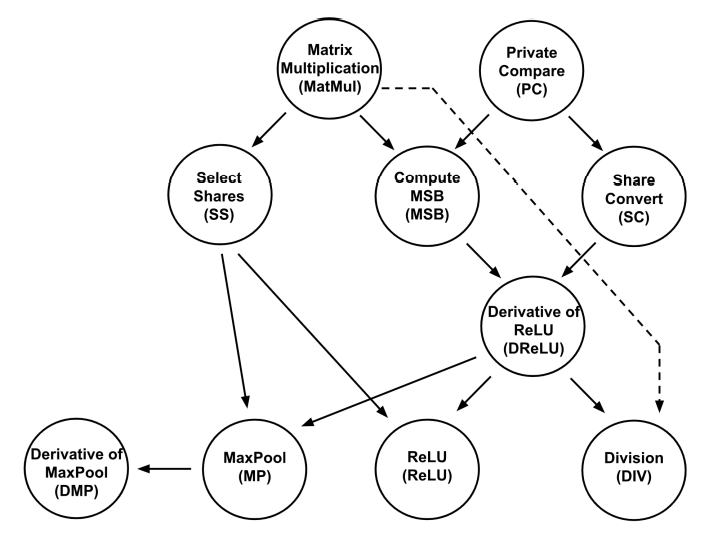 Matrix
Multiplication
(MatMul)
Private
Compare
(PC)
Select
Shares
(SS)
Compute
MSB
(MSB)
Share
Convert
(SC)
Derivative of
ReLU
(DReLU)
Derivative of
MaxPool
(DMP)
MaxPool
(MP)
ReLU
(ReLU)
Division
(DIV)